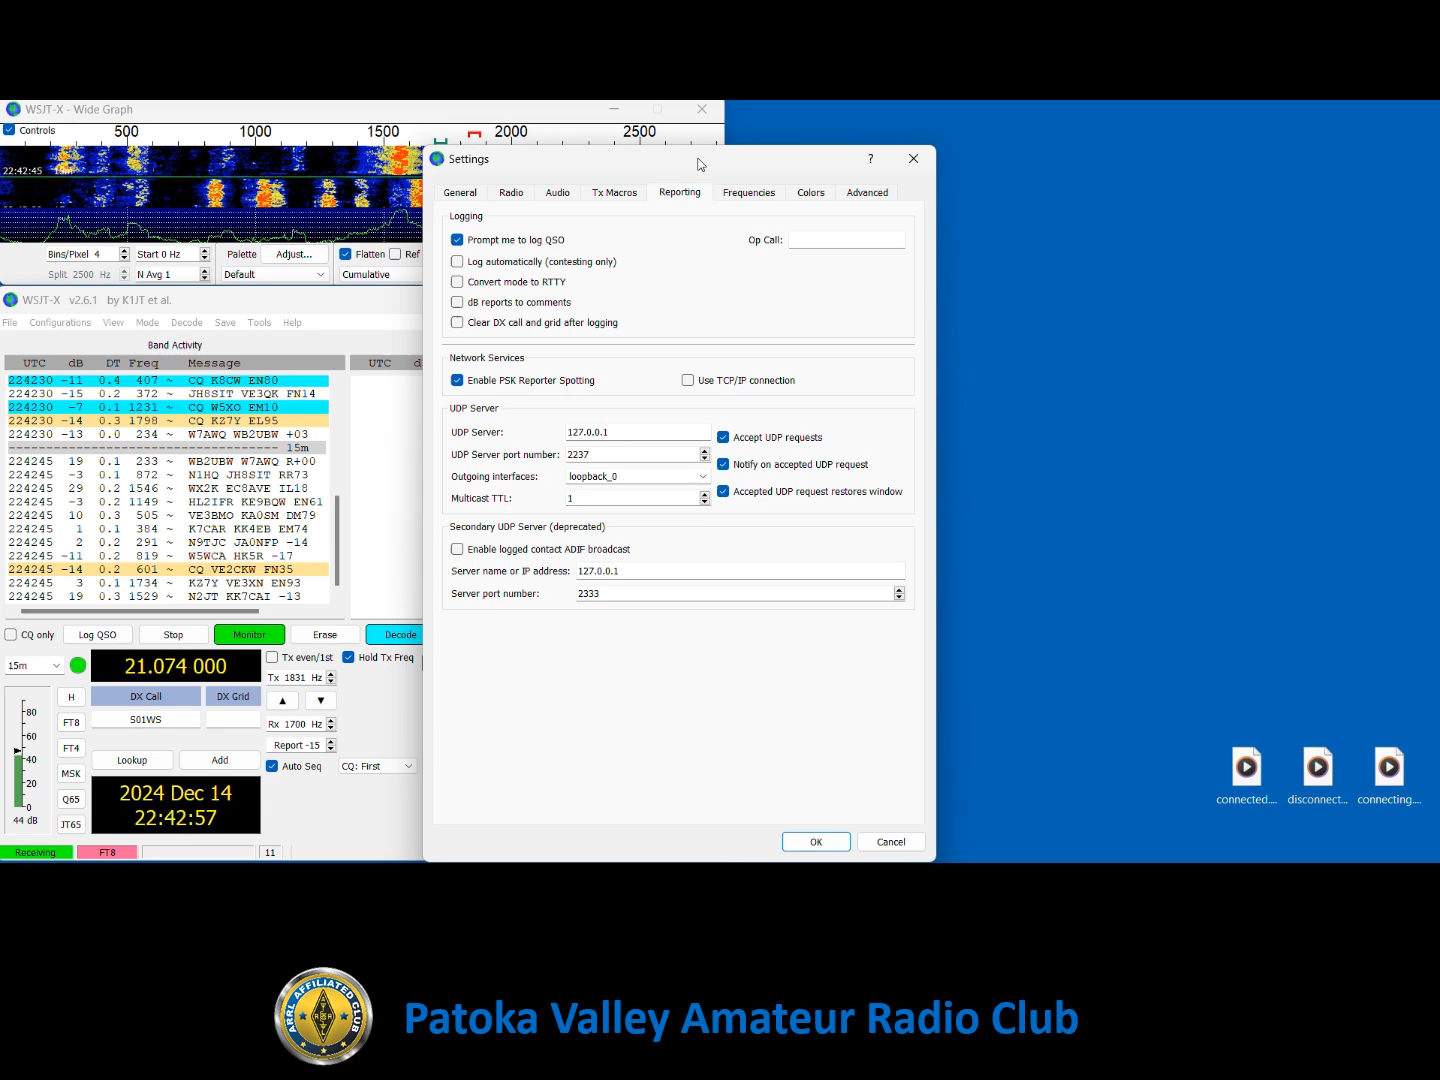 WSJT-X - Wide Graph
Controls
500 1000 1500 2000 2500
22:42:45 15m
Bins/Pixel 4 Start 0 Hz Palette Adjust... Flatten Ref
Split 2500 Hz N Avg 1 Default Cumulative
WSJT-X v2.6.1 by K1JT et al.
File Configurations View Mode Decode Save Tools Help
Band Activity
UTC dB DT Freq Message UTC d
224230 -11 0.4 407 ~ CQ K8CW EN80
224230 -15 0.2 372 ~ JH8SIT VE3QK FN14
224230 -7 0.1 1231 ~ CQ W5XO EM10
224230 -14 0.3 1798 ~ CQ KZ7Y EL95
224230 -13 0.0 234 ~ W7AWQ WB2UBW +03
---------------------------------------- 15m
224245 19 0.1 233 ~ WB2UBW W7AWQ R+00
224245 -3 0.1 872 ~ N1HQ JH8SIT RR73
224245 29 0.2 1546 ~ WX2K EC8AVE IL18
224245 -3 0.2 1149 ~ HL2IFR KE9BQW EN61
224245 10 0.3 505 ~ VE3BMO KA0SM DM79
224245 1 0.1 384 ~ K7CAR KK4EB EM74
224245 2 0.2 291 ~ N9TJC JA0NFP -14
224245 -11 0.2 819 ~ W5WCA HK5R -17
224245 -14 0.2 601 ~ CQ VE2CKW FN35
224245 3 0.1 1734 ~ KZ7Y VE3XN EN93
224245 19 0.3 1529 ~ N2JT KK7CAI -13
CQ only Log QSO Stop Monitor Erase Decode
15m 21.074 000 Tx even/1st Hold Tx Freq
Tx 1831 Hz
H DX Call DX Grid ▲ ▼
FT8 S01WS Rx 1700 Hz
FT4 Report -15
MSK Lookup Add Auto Seq CQ: First
Q65 2024 Dec 14
JT65 22:42:57
80
60
40
20
0
44 dB
Receiving FT8 11
Settings ?
General Radio Audio Tx Macros Reporting Frequencies Colors Advanced
Logging
Prompt me to log QSO Op Call:
Log automatically (contesting only)
Convert mode to RTTY
dB reports to comments
Clear DX call and grid after logging
Network Services
Enable PSK Reporter Spotting Use TCP/IP connection
UDP Server
UDP Server: 127.0.0.1 Accept UDP requests
UDP Server port number: 2237 Notify on accepted UDP request
Outgoing interfaces: loopback_0
Accepted UDP request restores window
Multicast TTL: 1
Secondary UDP Server (deprecated)
Enable logged contact ADIF broadcast
Server name or IP address: 127.0.0.1
Server port number: 2333
OK Cancel
connected.... disconnect... connecting....
ARRL AFFILIATED CLUB
Patoka Valley Amateur Radio Club